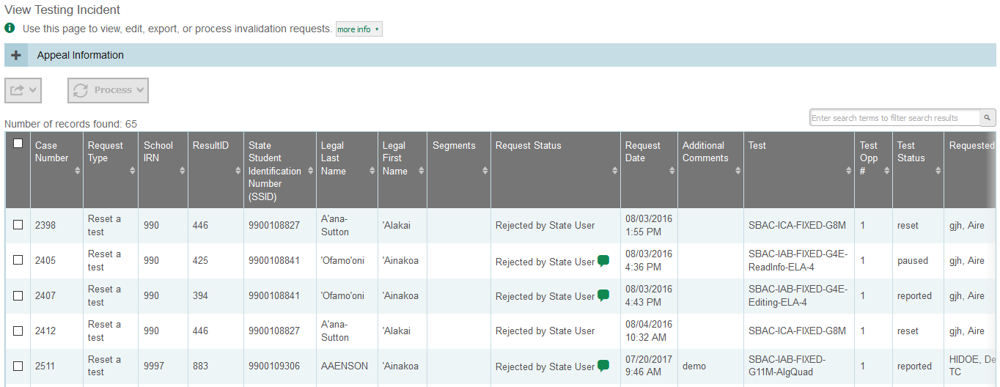 View Testing Incident
Use this page to view, edit, export, or process invalidation requests. more info
Appeal Information
Process
Number of records found: 65
Enter search terms to filter search results
Case Number Request Type School IRN ResultID State Student Identification Number (SSID) Legal Last Name Legal First Name Segments Request Status Request Date Additional Comments Test Test Opp # Test Status Requested
2398 Reset a test 990 446 9900108827 A'ana-Sutton 'Alakai Rejected by State User 08/03/2016 1:55 PM SBAC-ICA-FIXED-G8M 1 reset gjh, Aire
2405 Reset a test 990 425 9900108841 'Ofamo'oni 'Ainakoa Rejected by State User 08/03/2016 4:36 PM SBAC-IAB-FIXED-G4E-ReadInfo-ELA-4 1 paused gjh, Aire
2407 Reset a test 990 394 9900108841 'Ofamo'oni 'Ainakoa Rejected by State User 08/03/2016 4:43 PM SBAC-IAB-FIXED-G4E-Editing-ELA-4 1 reported gjh, Aire
2412 Reset a test 990 446 9900108827 A'ana-Sutton 'Alakai Rejected by State User 08/04/2016 10:32 AM SBAC-ICA-FIXED-G8M 1 reset gjh, Aire
2511 Reset a test 9997 883 9900109306 AAENSON 'Ainakoa Rejected by State User 07/20/2017 9:46 AM demo SBAC-IAB-FIXED-G11M-AlgQuad 1 reported HIDOE, De TC